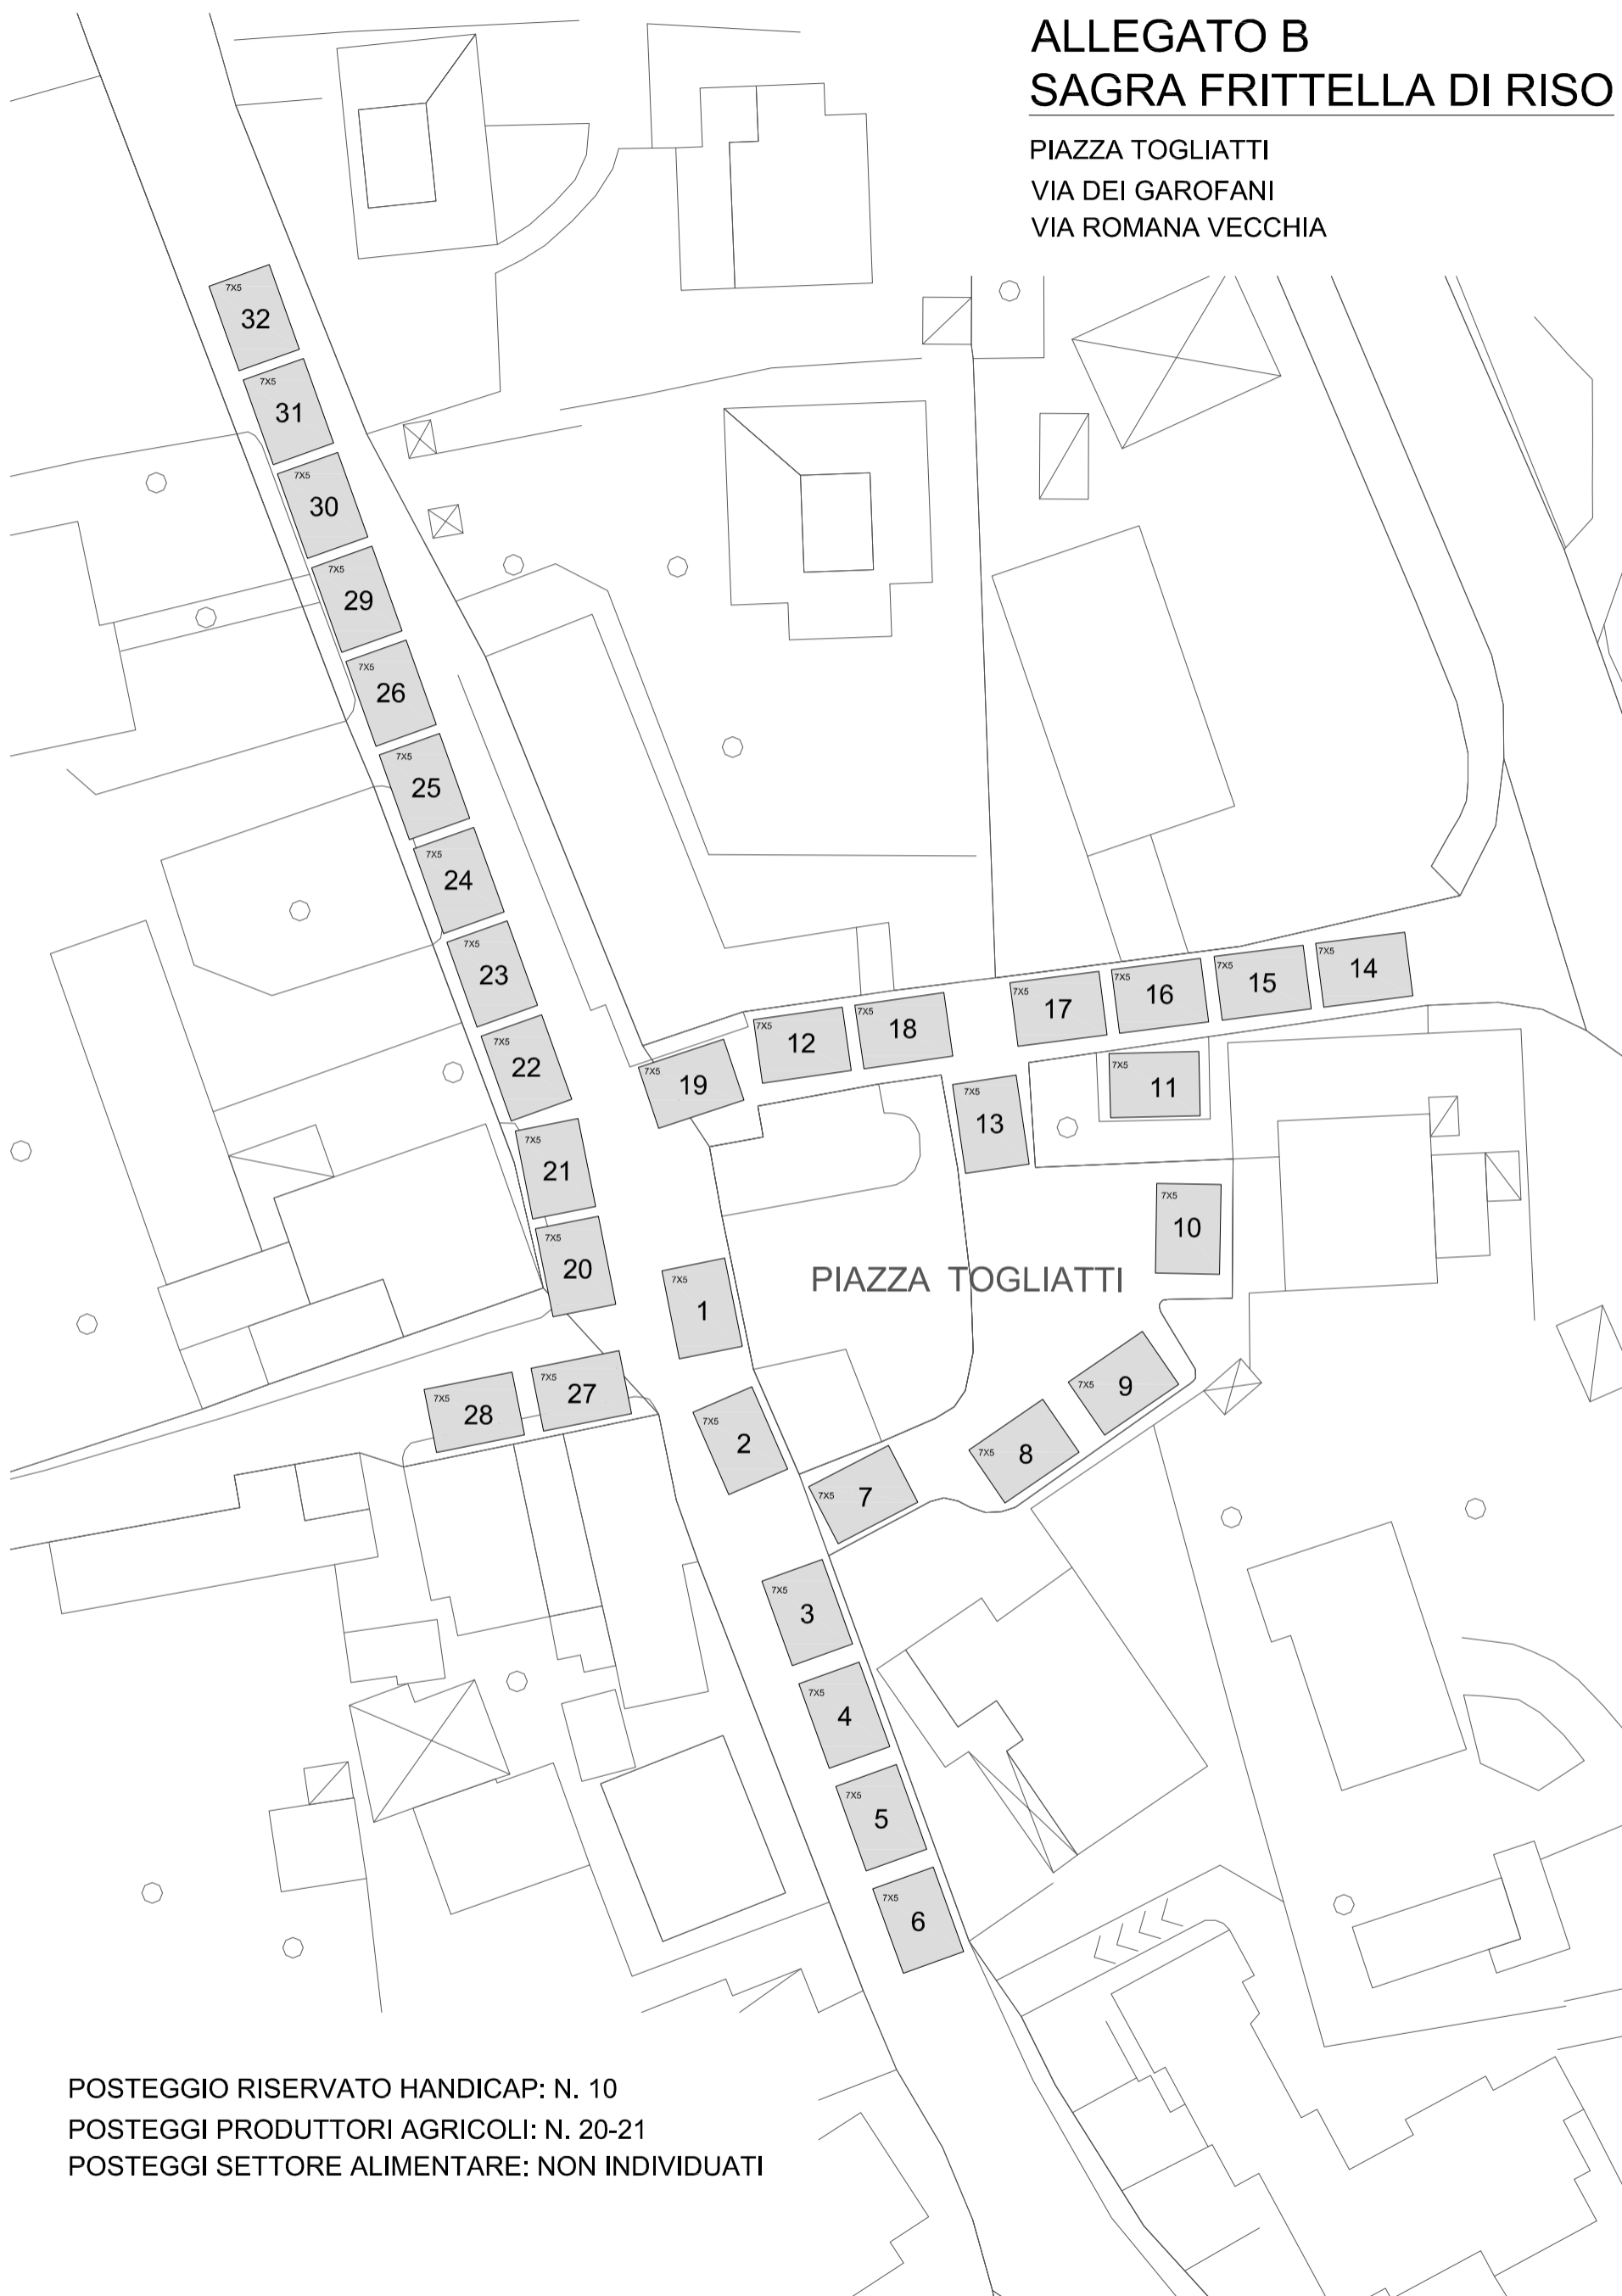 ALLEGATO B
SAGRA FRITTELLA DI RISO
PIAZZA TOGLIATTI
VIA DEI GAROFANI
VIA ROMANA VECCHIA
7X5
32
7X5
31
7X5
30
7X5
29
7X5
26
7X5
25
7X5
24
7X5
23
7X5
22
7X5
21
7X5
20
7X5
19
7X5
12
7X5
18
7X5
17
7X5
16
7X5
15
7X5
14
7X5
13
7X5
11
7X5
10
PIAZZA TOGLIATTI
7X5
1
7X5
27
7X5
28
7X5
2
7X5
9
7X5
8
7X5
7
7X5
3
7X5
4
7X5
5
7X5
6
POSTEGGIO RISERVATO HANDICAP: N. 10
POSTEGGI PRODUTTORI AGRICOLI: N. 20-21
POSTEGGI SETTORE ALIMENTARE: NON INDIVIDUATI